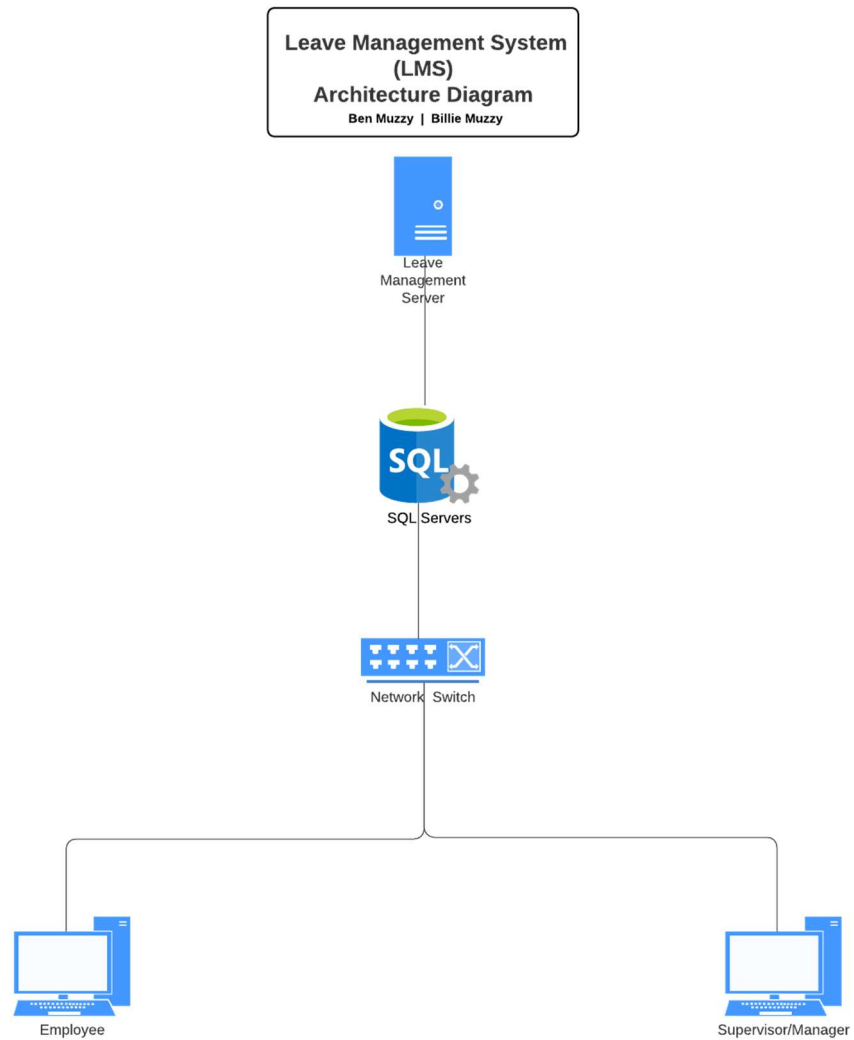 Leave Management System
(LMS)
Architecture Diagram
Ben Muzzy | Billie Muzzy
Leave
Management
Server
SQL
SQL Servers
Network Switch
Employee
Supervisor/Manager